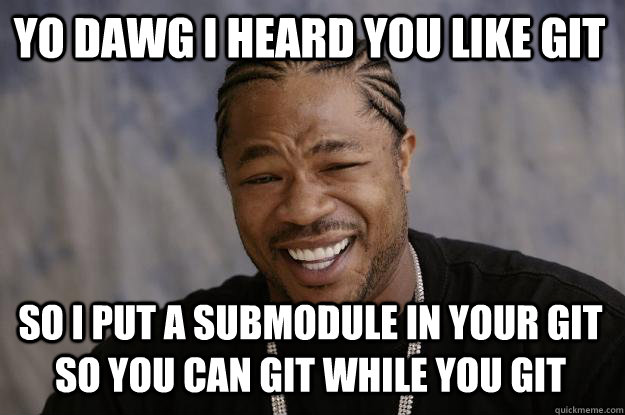 YO DAWG I HEARD YOU LIKE GIT
SO I PUT A SUBMODULE IN YOUR GIT
SO YOU CAN GIT WHILE YOU GIT
quickmeme.com